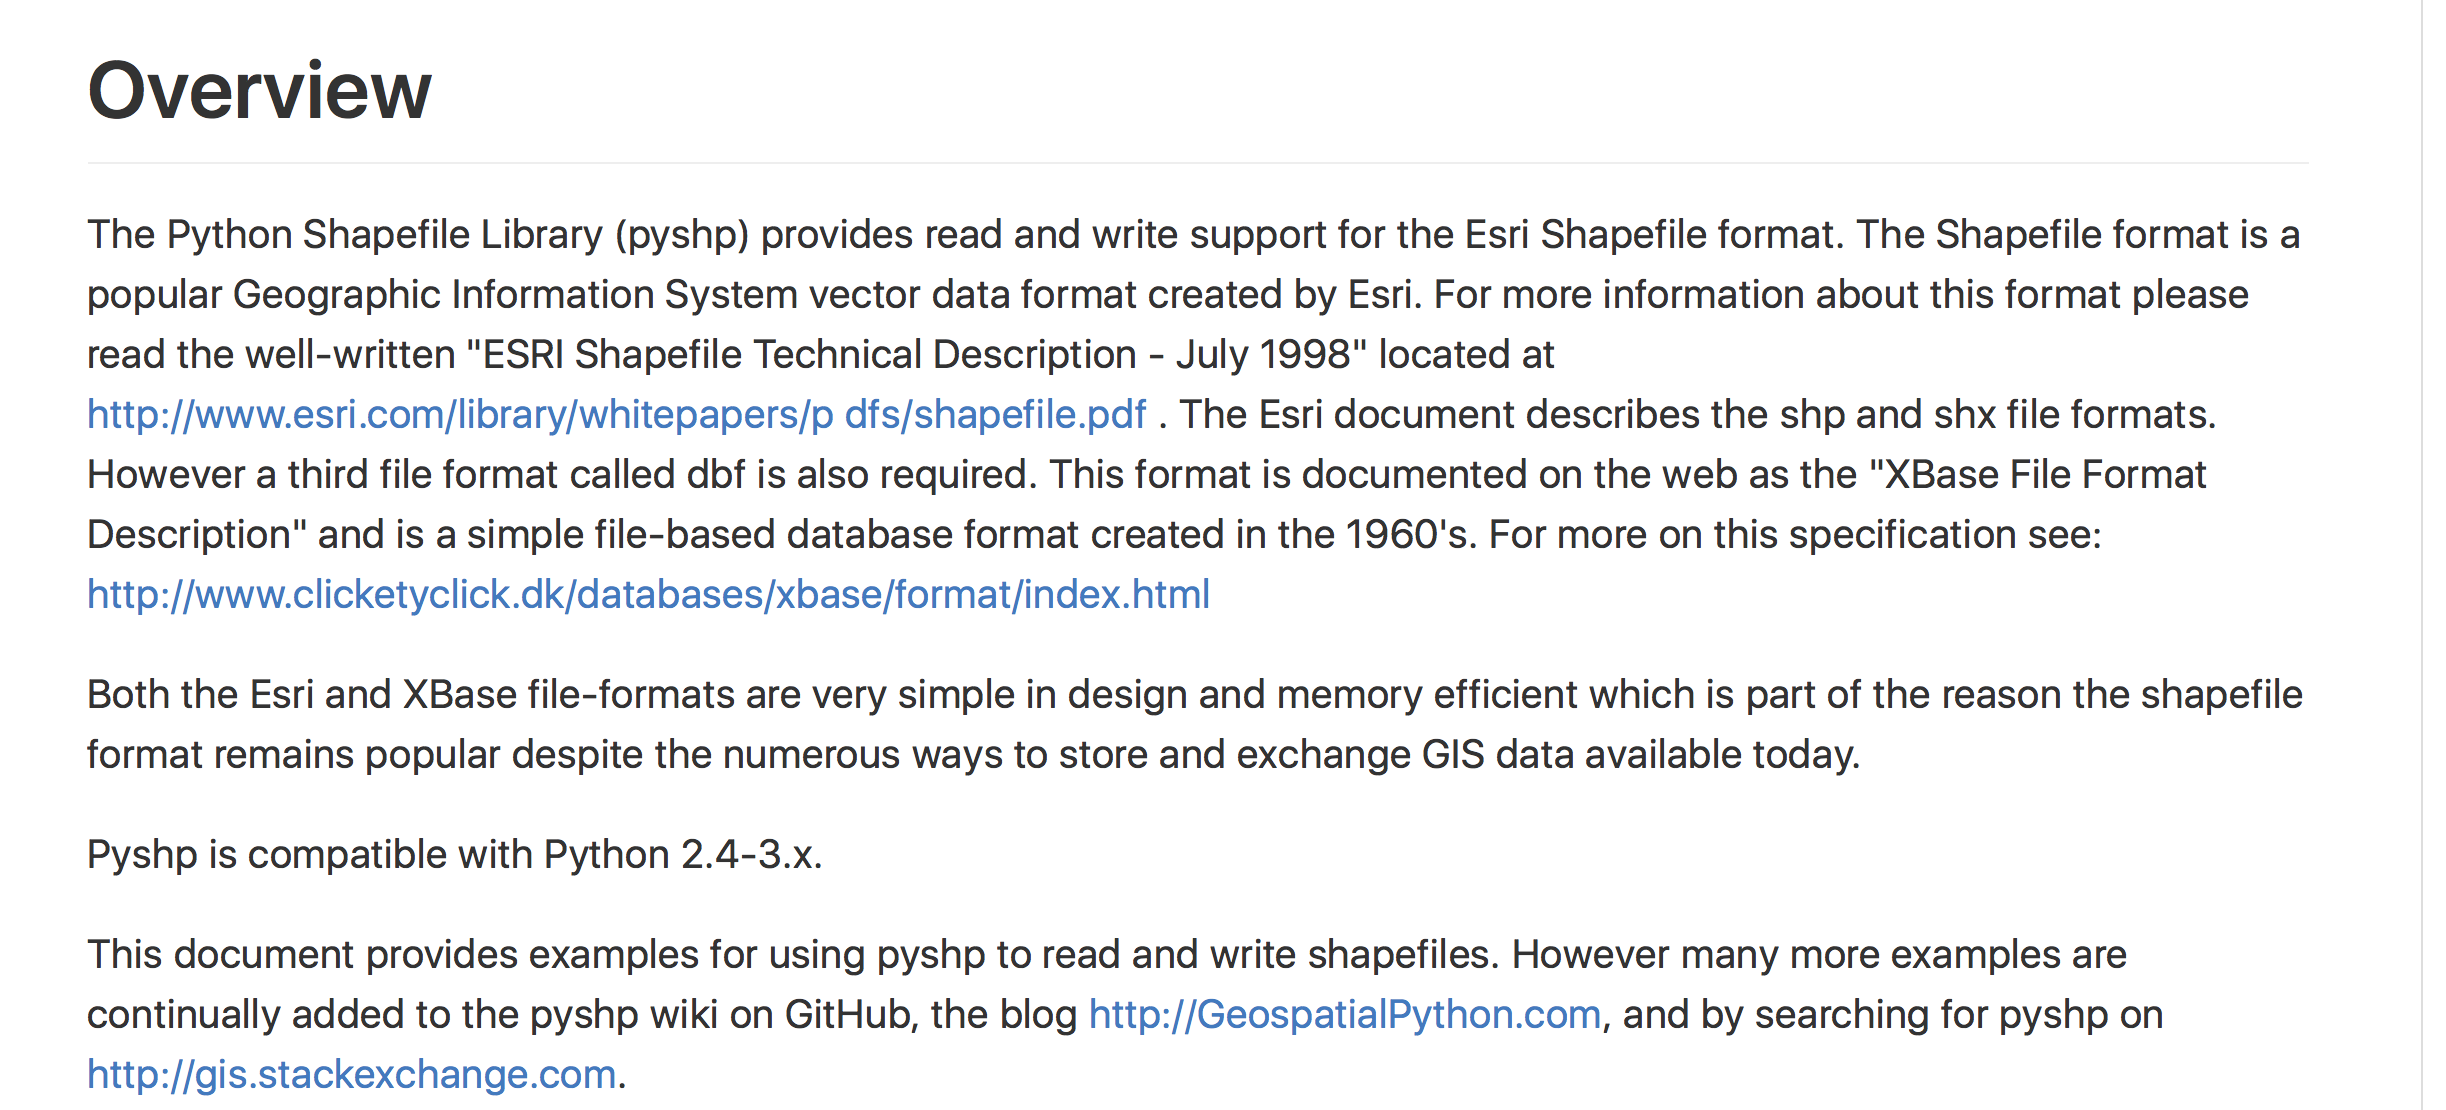 Overview
The Python Shapefile Library (pyshp) provides read and write support for the Esri Shapefile format. The Shapefile format is a
popular Geographic Information System vector data format created by Esri. For more information about this format please
read the well-written "ESRI Shapefile Technical Description - July 1998" located at
http://www.esri.com/library/whitepapers/p dfs/shapefile.pdf . The Esri document describes the shp and shx file formats.
However a third file format called dbf is also required. This format is documented on the web as the "XBase File Format
Description" and is a simple file-based database format created in the 1960's. For more on this specification see:
http://www.clicketyclick.dk/databases/xbase/format/index.html
Both the Esri and XBase file-formats are very simple in design and memory efficient which is part of the reason the shapefile
format remains popular despite the numerous ways to store and exchange GIS data available today.
Pyshp is compatible with Python 2.4-3.x.
This document provides examples for using pyshp to read and write shapefiles. However many more examples are
continually added to the pyshp wiki on GitHub, the blog http://GeospatialPython.com, and by searching for pyshp on
http://gis.stackexchange.com.